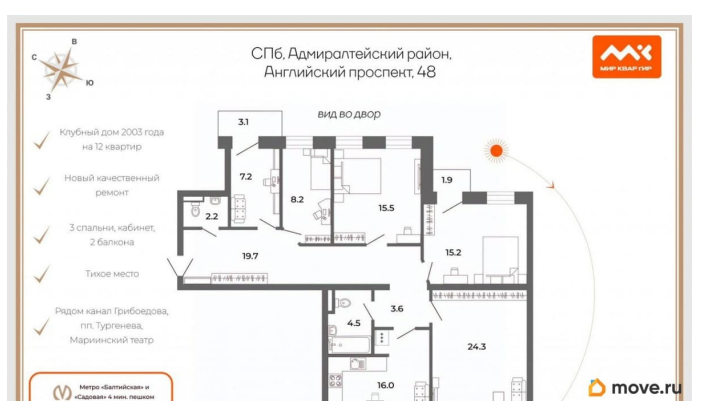 СПб, Адмиралтейский район,
Английский проспект, 48
МИР КВАРТИР
В
С
Ю
З
вид во двор
Клубный дом 2003 года
на 12 квартир
Новый качественный
ремонт
3 спальни, кабинет,
2 балкона
Тихое место
Рядом канал Грибоедова,
пл. Тургенева,
Мариинский театр
Метро «Балтийская» и
«Садовая» 4 мин. пешком
3.1
7.2
8.2
15.5
1.9
2.2
19.7
15.2
4.5
3.6
24.3
16.0
move.ru